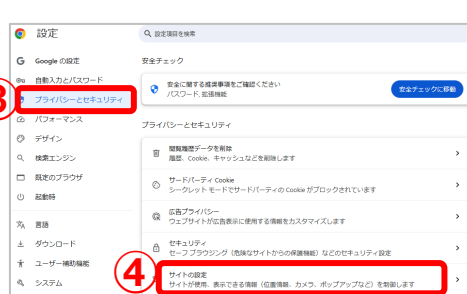 設定
設定項目を検索
Google の設定
自動入力とパスワード
3
プライバシーとセキュリティ
パフォーマンス
デザイン
検索エンジン
既定のブラウザ
起動時
言語
ダウンロード
ユーザー補助機能
システム
安全チェック
安全に関する推奨事項をご確認ください
パスワード, 拡張機能
安全チェックに移動
プライバシーとセキュリティ
閲覧履歴データを削除
履歴、Cookie、キャッシュなどを削除します
サードパーティ Cookie
シークレット モードでサードパーティの Cookie がブロックされています
広告プライバシー
ウェブサイトが広告表示に使用する情報をカスタマイズします
セキュリティ
セーフ ブラウジング（危険なサイトからの保護機能）などのセキュリティ設定
4
サイトの設定
サイトが使用、表示できる情報（位置情報、カメラ、ポップアップなど）を制御します